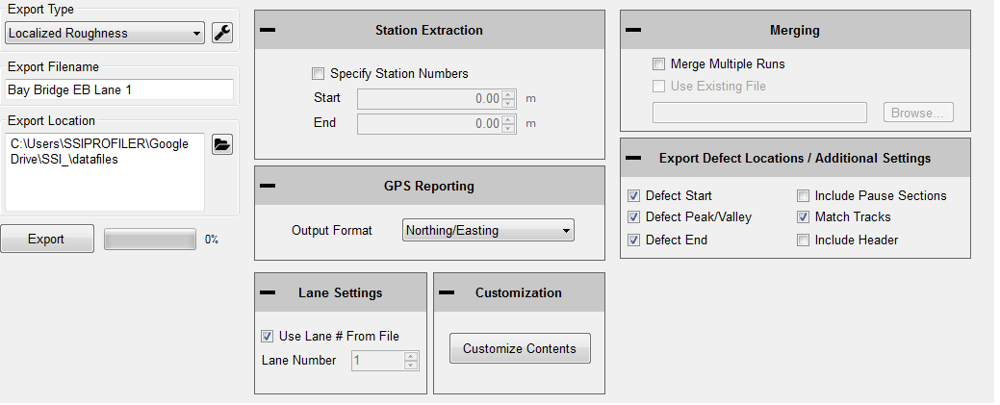 Export Type
Localized Roughness
Export Filename
Bay Bridge EB Lane 1
Export Location
C:\Users\SSIPROFILER\Google
Drive\SSI_\datafiles
Export
0%
Station Extraction
Specify Station Numbers
Start 0.00 m
End 0.00 m
GPS Reporting
Output Format Northing/Easting
Lane Settings
Use Lane # From File
Lane Number 1
Customization
Customize Contents
Merging
Merge Multiple Runs
Use Existing File
Browse...
Export Defect Locations / Additional Settings
Defect Start Include Pause Sections
Defect Peak/Valley Match Tracks
Defect End Include Header